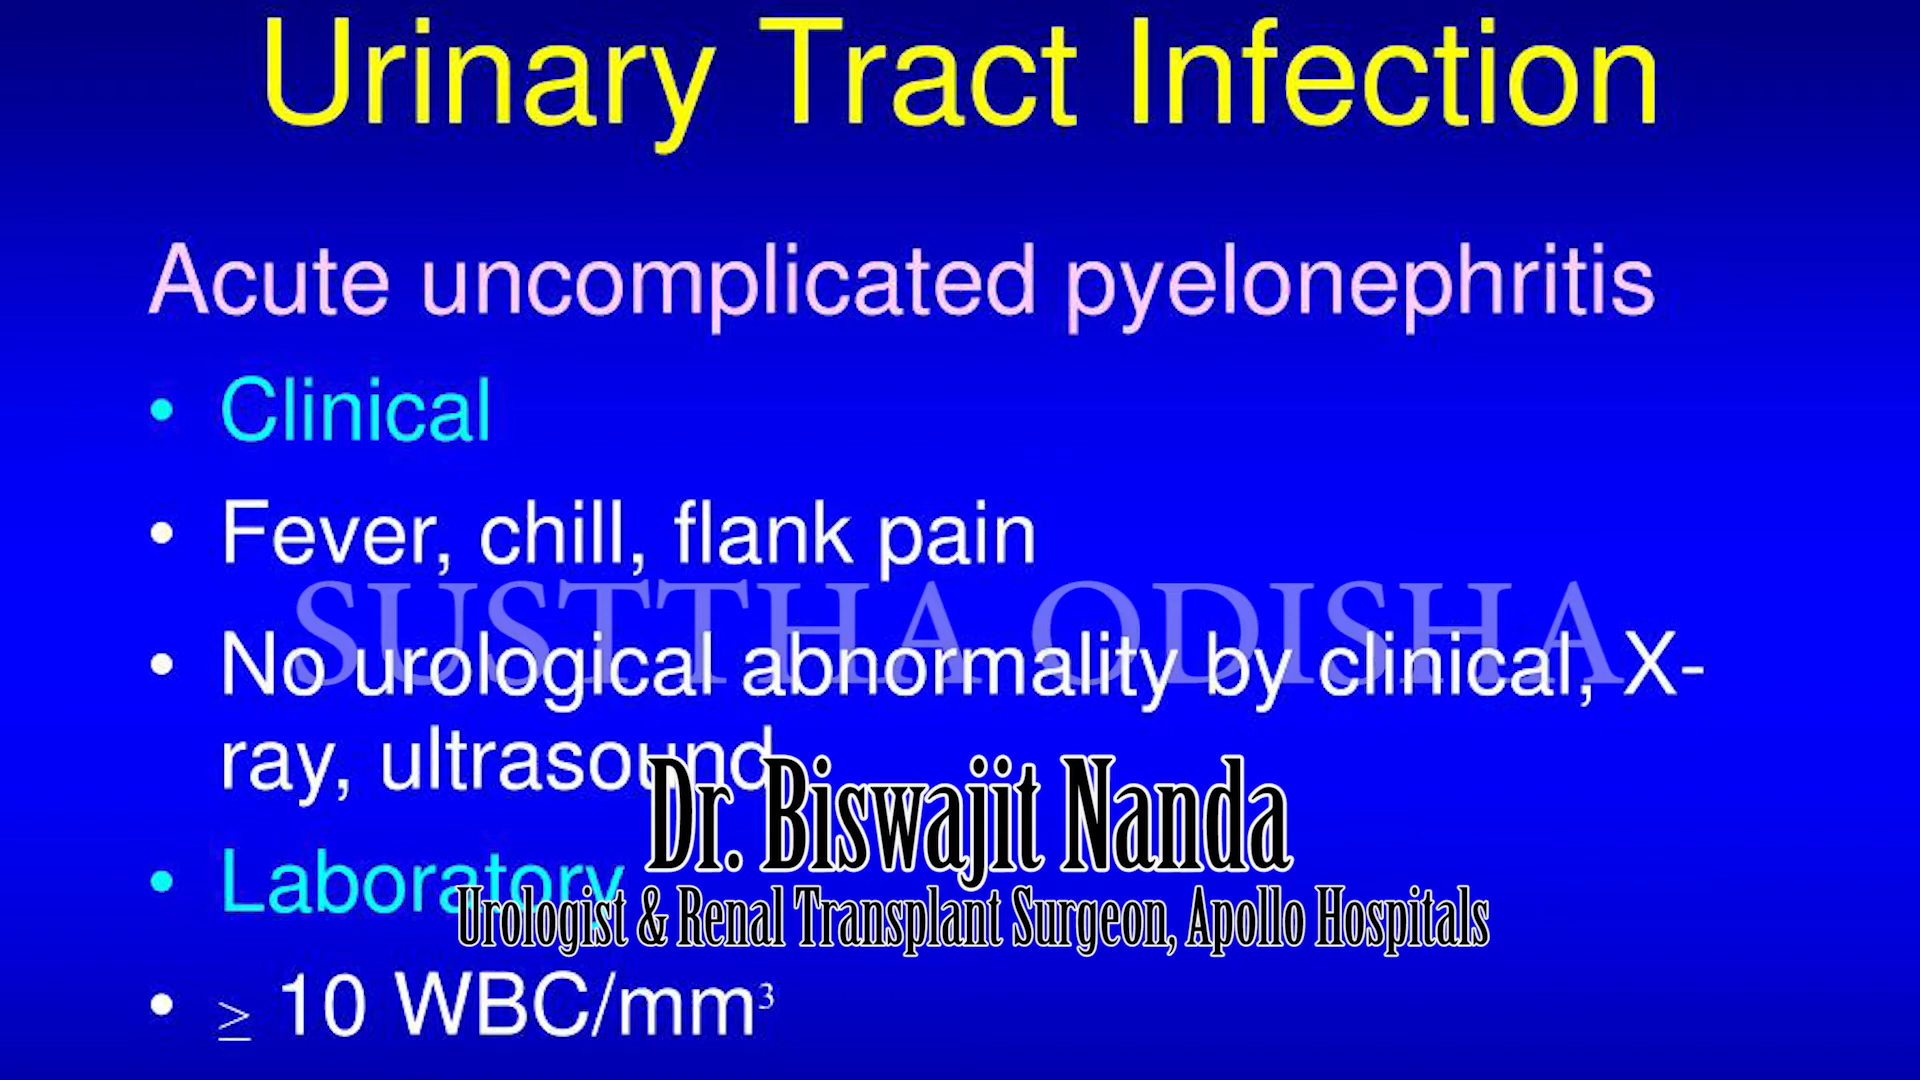 Urinary Tract Infection
Acute uncomplicated pyelonephritis
• Clinical
• Fever, chill, flank pain
SUSTTHA ODISHA
• No urological abnormality by clinical, X-
ray, ultrasound
Dr. Biswajit Nanda
• Laboratory
Urologist & Renal Transplant Surgeon, Apollo Hospitals
• ≥ 10 WBC/mm³